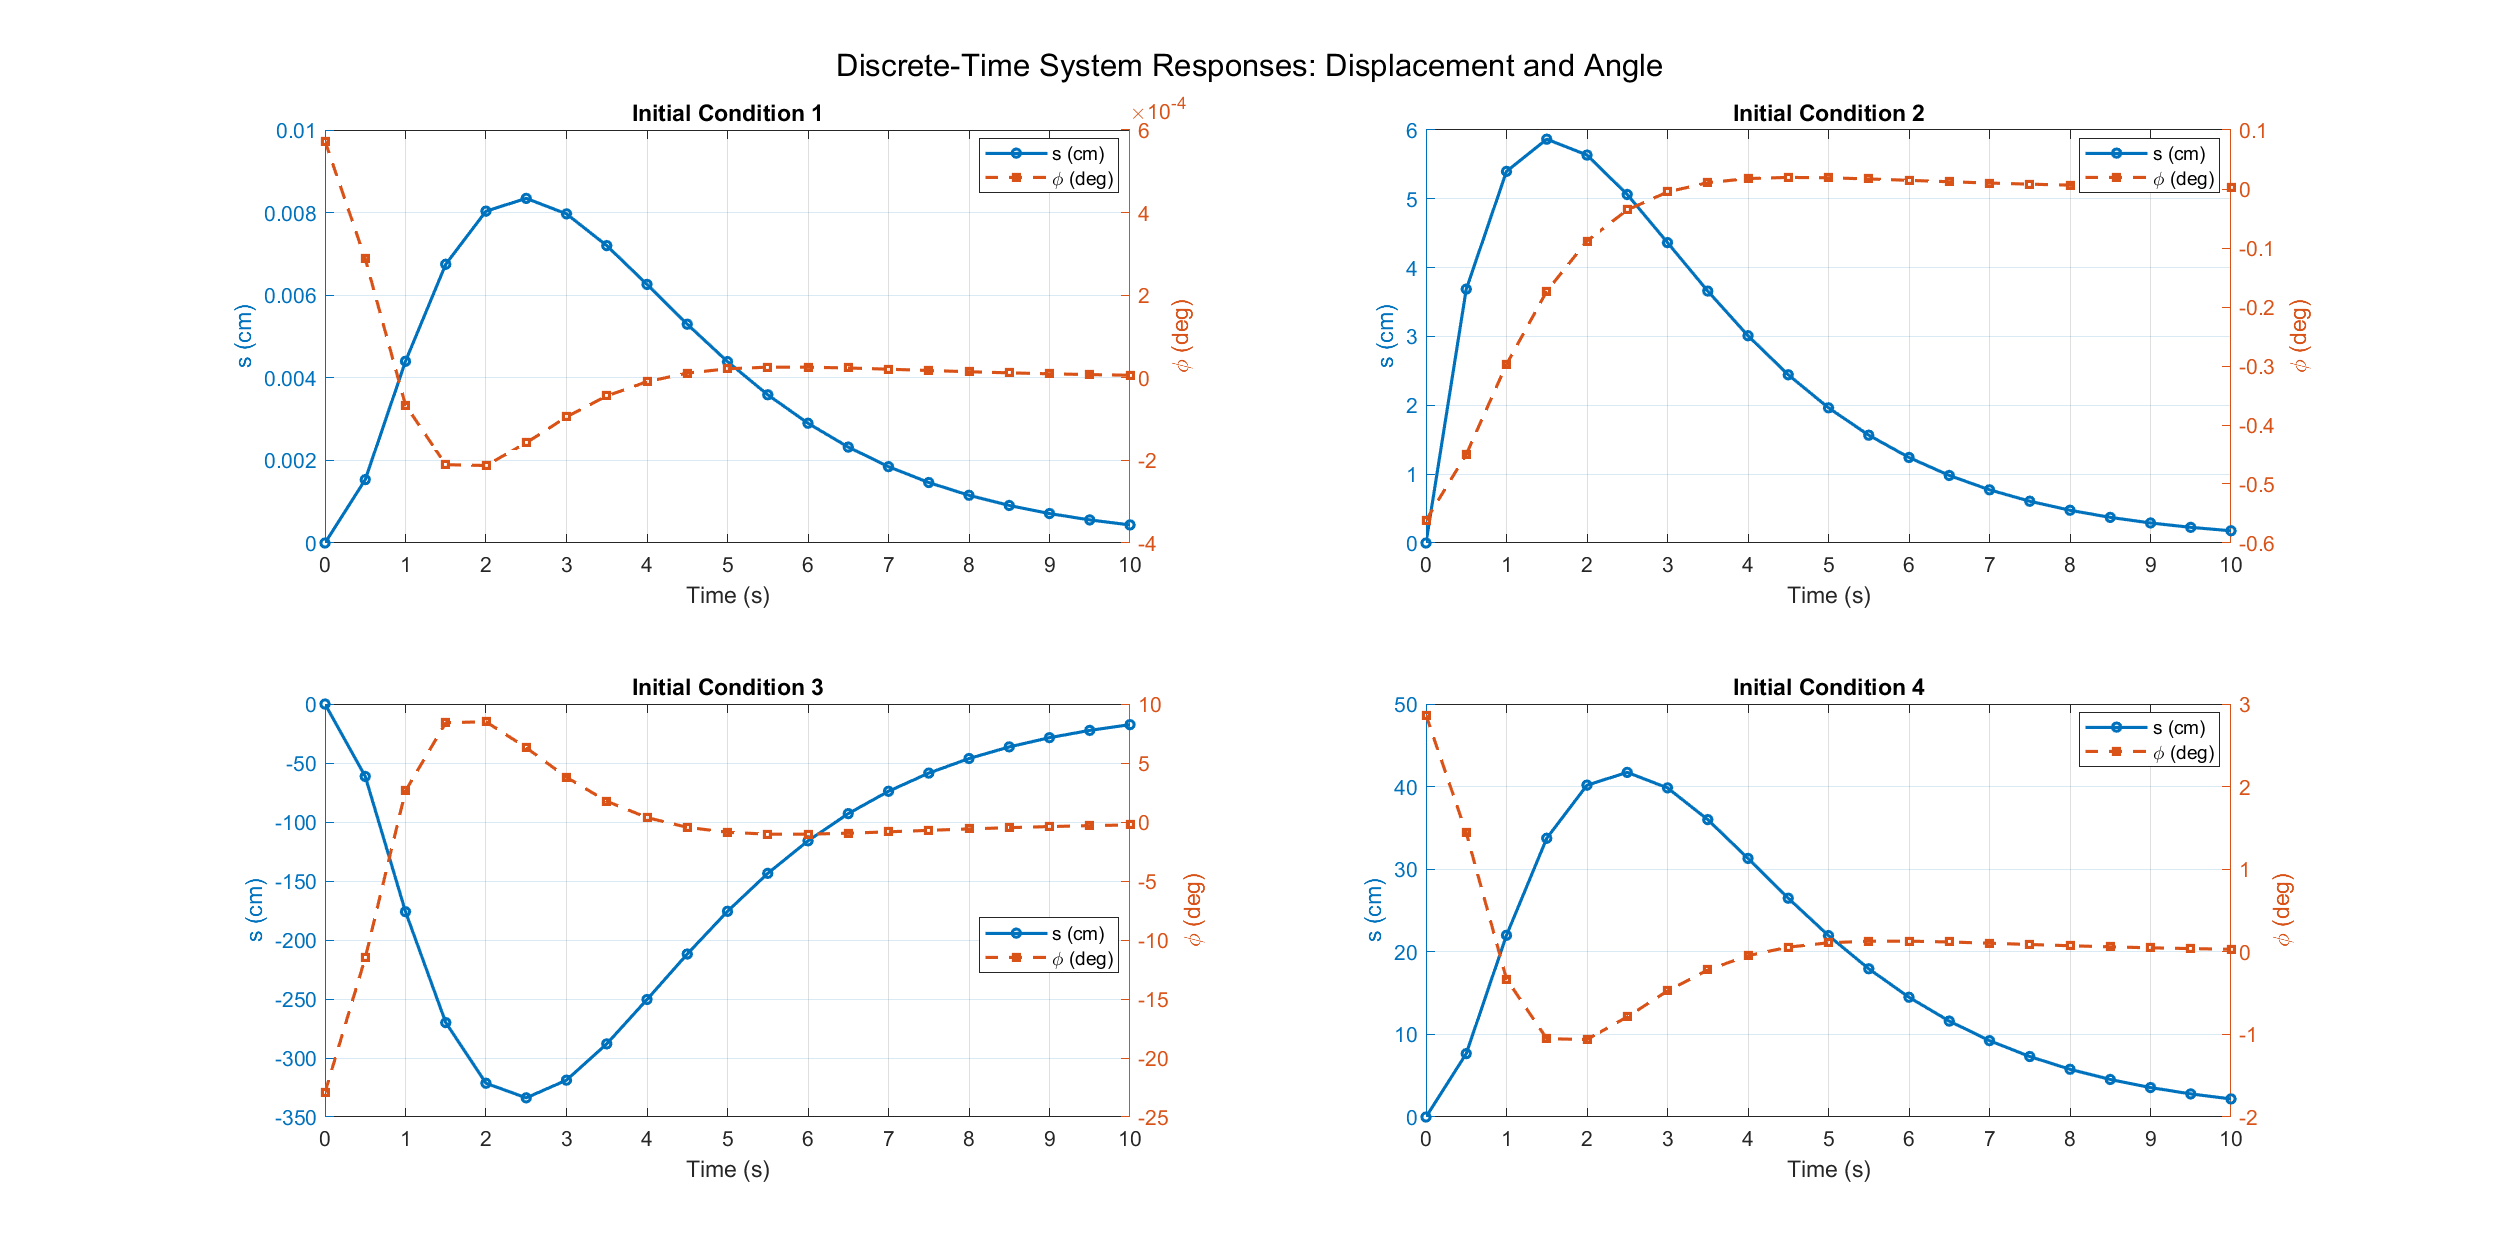 Discrete-Time System Responses: Displacement and Angle
Initial Condition 1
×10-4
0.01
0.008
0.006
0.004
0.002
0
6
4
2
0
-2
-4
s (cm)
ϕ (deg)
s (cm)
ϕ (deg)
0 1 2 3 4 5 6 7 8 9 10
Time (s)
Initial Condition 2
6
5
4
3
2
1
0
0.1
0
-0.1
-0.2
-0.3
-0.4
-0.5
-0.6
s (cm)
ϕ (deg)
s (cm)
ϕ (deg)
0 1 2 3 4 5 6 7 8 9 10
Time (s)
Initial Condition 3
0
-50
-100
-150
-200
-250
-300
-350
10
5
0
-5
-10
-15
-20
-25
s (cm)
ϕ (deg)
s (cm)
ϕ (deg)
0 1 2 3 4 5 6 7 8 9 10
Time (s)
Initial Condition 4
50
40
30
20
10
0
3
2
1
0
-1
-2
s (cm)
ϕ (deg)
s (cm)
ϕ (deg)
0 1 2 3 4 5 6 7 8 9 10
Time (s)